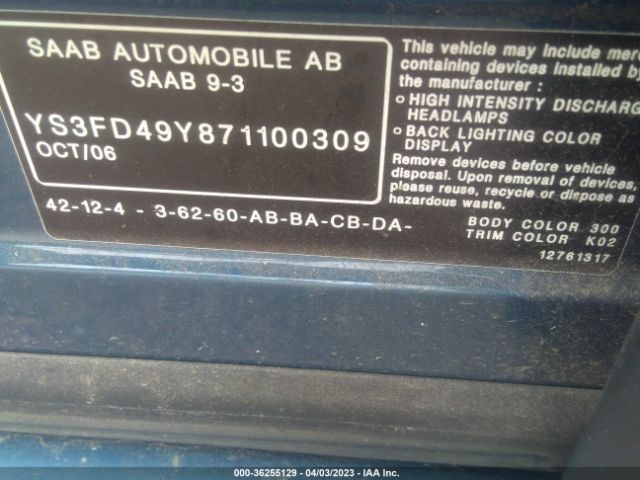 SAAB AUTOMOBILE AB
SAAB 9-3
YS3FD49Y871100309
OCT/06
42-12-4 - 3-62-60-AB-BA-CB-DA-
This vehicle may include mer
containing devices installed by
the manufacturer :
○ HIGH INTENSITY DISCHARG
HEADLAMPS
○ BACK LIGHTING COLOR
DISPLAY
Remove devices before vehicle
disposal. Upon removal of devices,
please reuse, recycle or dispose as
hazardous waste.
BODY COLOR 300
TRIM COLOR K02
12761317
000-36255129 - 04/03/2023 - IAA Inc.